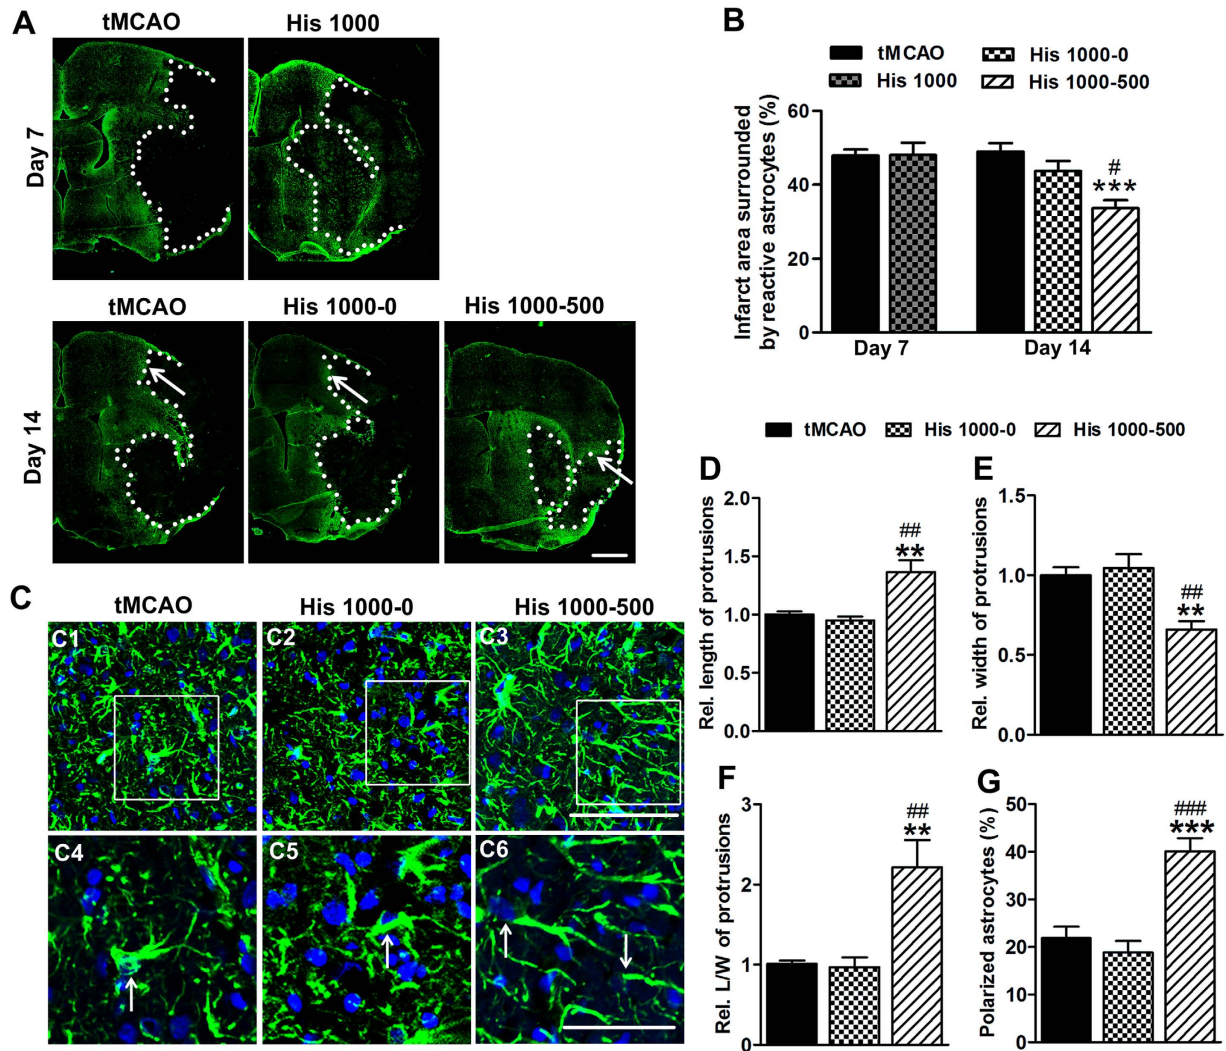 A
tMCAO
His 1000
Day 7
tMCAO
His 1000-0
His 1000-500
Day 14
B
tMCAO
His 1000-0
His 1000
His 1000-500
Infarct area surrounded
by reactive astrocytes (%)
60
40
20
0
#
***
Day 7
Day 14
C
tMCAO
His 1000-0
His 1000-500
C1
C2
C3
C4
C5
C6
tMCAO
His 1000-0
His 1000-500
D
Rel. length of protrusions
2.0
1.5
1.0
0.5
0.0
##
**
E
Rel. width of protrusions
1.5
1.0
0.5
0.0
##
**
F
Rel. L/W of protrusions
3
2
1
0
##
**
G
Polarized astrocytes (%)
50
40
30
20
10
0
###
***